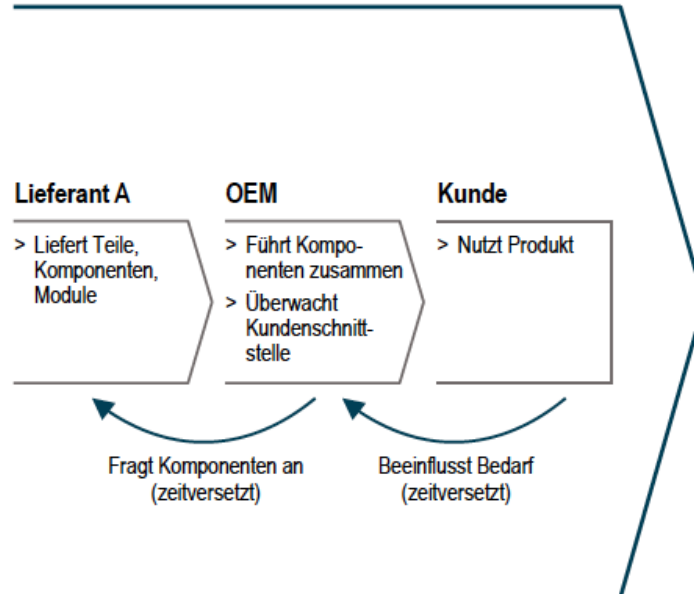 Lieferant A
> Liefert Teile,
Komponenten,
Module
OEM
> Führt Kompo-
nenten zusammen
> Überwacht
Kundenschnitt-
stelle
Kunde
> Nutzt Produkt
Fragt Komponenten an
(zeitversetzt)
Beeinflusst Bedarf
(zeitversetzt)